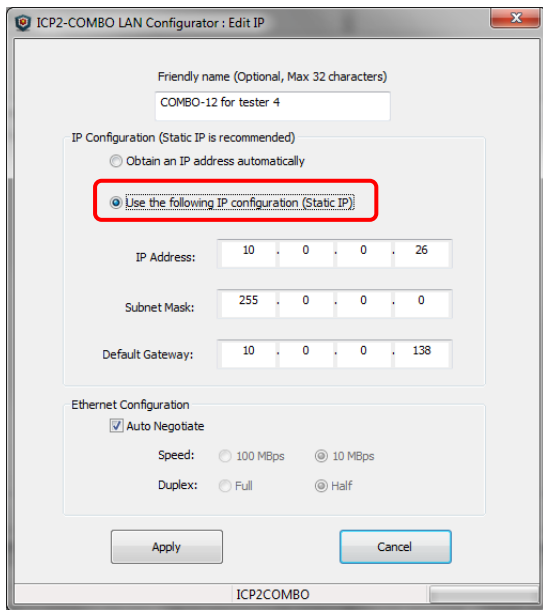 ICP2-COMBO LAN Configurator : Edit IP
Friendly name (Optional, Max 32 characters)
COMBO-12 for tester 4
IP Configuration (Static IP is recommended)
Obtain an IP address automatically
Use the following IP configuration (Static IP)
IP Address: 10 . 0 . 0 . 26
Subnet Mask: 255 . 0 . 0 . 0
Default Gateway: 10 . 0 . 0 . 138
Ethernet Configuration
Auto Negotiate
Speed: 100 MBps 10 MBps
Duplex: Full Half
Apply Cancel
ICP2COMBO